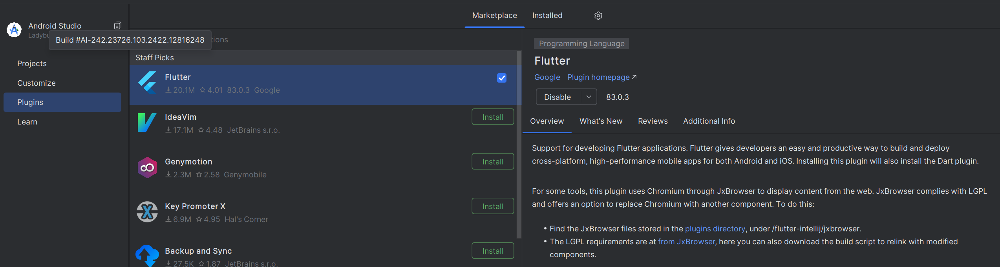 Marketplace
Installed
Android Studio
Ladybu
Build #AI-242.23726.103.2422.12816248
tions
Projects
Customize
Plugins
Learn
Staff Picks
Flutter
20.1M 4.01 83.0.3 Google
IdeaVim
17.1M 4.48 JetBrains s.r.o.
Install
Genymotion
2.3M 2.58 Genymobile
Install
Key Promoter X
6.9M 4.95 Hal's Corner
Install
Backup and Sync
27.5K 1.87 JetBrains s.r.o.
Install
Programming Language
Flutter
Google Plugin homepage
Disable 83.0.3
Overview What's New Reviews Additional Info
Support for developing Flutter applications. Flutter gives developers an easy and productive way to build and deploy
cross-platform, high-performance mobile apps for both Android and iOS. Installing this plugin will also install the Dart plugin.
For some tools, this plugin uses Chromium through JxBrowser to display content from the web. JxBrowser complies with LGPL
and offers an option to replace Chromium with another component. To do this:
• Find the JxBrowser files stored in the plugins directory, under /flutter-intellij/jxbrowser.
• The LGPL requirements are at from JxBrowser, here you can also download the build script to relink with modified
components.